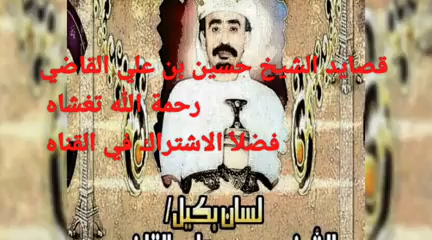 قصايد الشيخ حسين بن علي القاضي
رحمة الله تغشاه
فضلا الاشتراك في القناه
لسان بكيل/